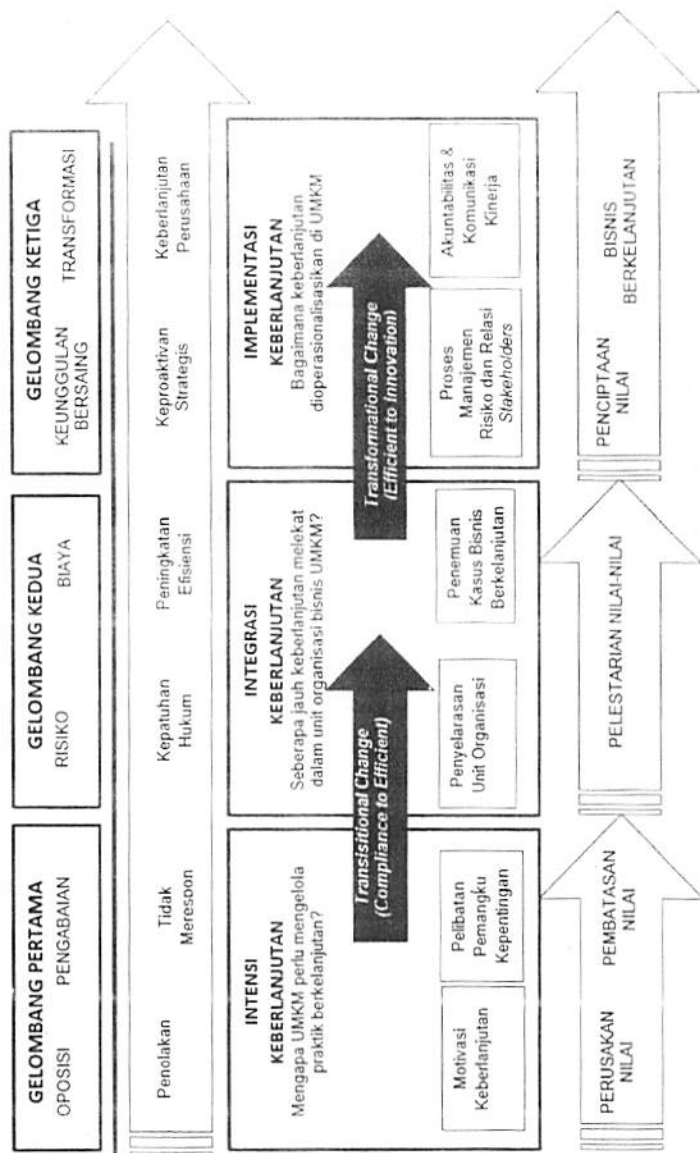 GELOMBANG PERTAMA
OPOSISI PENGABAIAN
GELOMBANG KEDUA
RISIKO BIAYA
GELOMBANG KETIGA
KEUNGGULAN
BERSAING
TRANSFORMASI
Penolakan
Tidak
Meresoon
Kepatuhan
Hukum
Peningkatan
Efisiensi
Keproaktivan
Strategis
Keberlanjutan
Perusahaan
INTENSI
KEBERLANJUTAN
Mengapa UMKM perlu mengelola
praktik berkelanjutan?
Motivasi
Keberlanjutan
Pelibatan
Pemangku
Kepentingan
Transisitional Change
(Compliance to Efficient)
INTEGRASI
KEBERLANJUTAN
Seberapa jauh keberlanjutan melekat
dalam unit organisasi bisnis UMKM?
Penyelarasan
Unit Organisasi
Penemuan
Kasus Bisnis
Berkelanjutan
Transformational Change
(Efficient to Innovation)
IMPLEMENTASI
KEBERLANJUTAN
Bagaimana keberlanjutan
dioperasionalisasikan di UMKM
Proses
Manajemen
Risiko dan Relasi
Stakeholders
Akuntabilitas &
Komunikasi
Kinerja
PERUSAKAN
NILAI
PEMBATASAN
NILAI
PELESTARIAN NILAI-NILAI
PENCIPTAAN
NILAI
BISNIS
BERKELANJUTAN